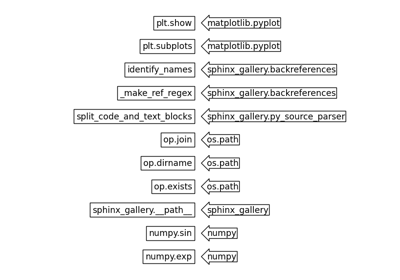 plt.show matplotlib.pyplot
plt.subplots matplotlib.pyplot
identify_names sphinx_gallery.backreferences
_make_ref_regex sphinx_gallery.backreferences
split_code_and_text_blocks sphinx_gallery.py_source_parser
op.join os.path
op.dirname os.path
op.exists os.path
sphinx_gallery.__path__ sphinx_gallery
numpy.sin numpy
numpy.exp numpy